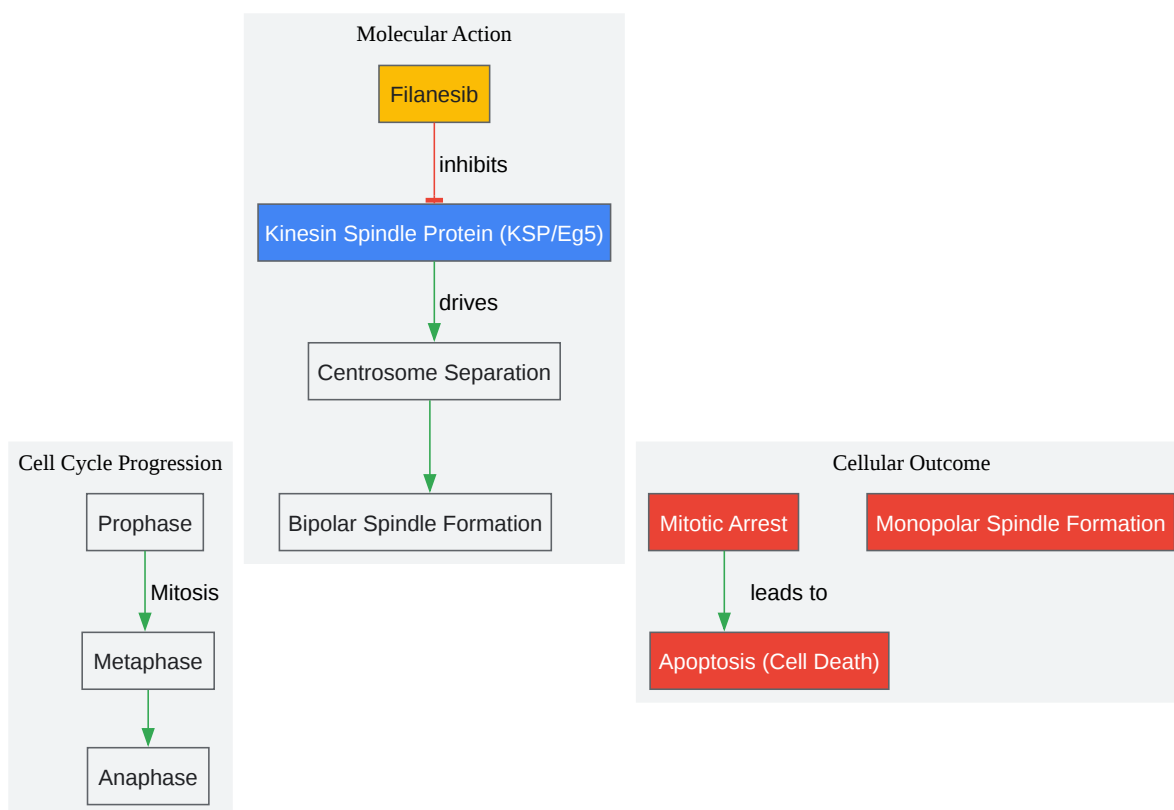 Molecular Action
Filanesib
inhibits
Kinesin Spindle Protein (KSP/Eg5)
drives
Centrosome Separation
Bipolar Spindle Formation
Cell Cycle Progression
Prophase
Mitosis
Metaphase
Anaphase
Cellular Outcome
Mitotic Arrest
Monopolar Spindle Formation
leads to
Apoptosis (Cell Death)